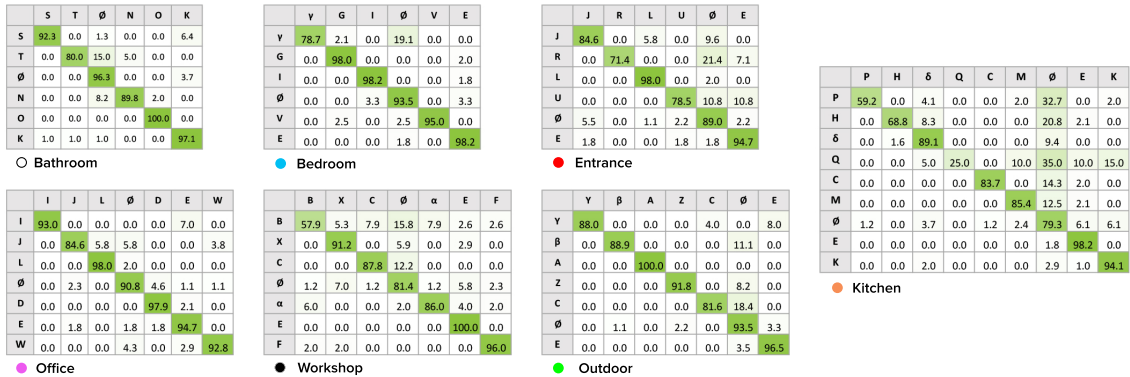 S T Ø N O K
S 92.3 0.0 1.3 0.0 0.0 6.4
T 0.0 80.0 15.0 5.0 0.0 0.0
Ø 0.0 0.0 96.3 0.0 0.0 3.7
N 0.0 0.0 8.2 89.8 2.0 0.0
O 0.0 0.0 0.0 0.0 100.0 0.0
K 1.0 1.0 1.0 0.0 0.0 97.1
Bathroom
γ G I Ø V E
γ 78.7 2.1 0.0 19.1 0.0 0.0
G 0.0 98.0 0.0 0.0 0.0 2.0
I 0.0 0.0 98.2 0.0 0.0 1.8
Ø 0.0 0.0 3.3 93.5 0.0 3.3
V 0.0 2.5 0.0 2.5 95.0 0.0
E 0.0 0.0 0.0 1.8 0.0 98.2
Bedroom
J R L U Ø E
J 84.6 0.0 5.8 0.0 9.6 0.0
R 0.0 71.4 0.0 0.0 21.4 7.1
L 0.0 0.0 98.0 0.0 2.0 0.0
U 0.0 0.0 0.0 78.5 10.8 10.8
Ø 5.5 0.0 1.1 2.2 89.0 2.2
E 1.8 0.0 0.0 1.8 1.8 94.7
Entrance
P H δ Q C M Ø E K
P 59.2 0.0 4.1 0.0 0.0 2.0 32.7 0.0 2.0
H 0.0 68.8 8.3 0.0 0.0 0.0 20.8 2.1 0.0
δ 0.0 1.6 89.1 0.0 0.0 0.0 9.4 0.0 0.0
Q 0.0 0.0 5.0 25.0 0.0 10.0 35.0 10.0 15.0
C 0.0 0.0 0.0 0.0 83.7 0.0 14.3 2.0 0.0
M 0.0 0.0 0.0 0.0 0.0 85.4 12.5 2.1 0.0
Ø 1.2 0.0 3.7 0.0 1.2 2.4 79.3 6.1 6.1
E 0.0 0.0 0.0 0.0 0.0 0.0 1.8 98.2 0.0
K 0.0 0.0 2.0 0.0 0.0 0.0 2.9 1.0 94.1
Kitchen
I J L Ø D E W
I 93.0 0.0 0.0 0.0 0.0 7.0 0.0
J 0.0 84.6 5.8 5.8 0.0 0.0 3.8
L 0.0 0.0 98.0 2.0 0.0 0.0 0.0
Ø 0.0 2.3 0.0 90.8 4.6 1.1 1.1
D 0.0 0.0 0.0 0.0 97.9 2.1 0.0
E 0.0 1.8 0.0 1.8 1.8 94.7 0.0
W 0.0 0.0 0.0 4.3 0.0 2.9 92.8
Office
B X C Ø α E F
B 57.9 5.3 7.9 15.8 7.9 2.6 2.6
X 0.0 91.2 0.0 5.9 0.0 2.9 0.0
C 0.0 0.0 87.8 12.2 0.0 0.0 0.0
Ø 1.2 7.0 1.2 81.4 1.2 5.8 2.3
α 6.0 0.0 0.0 2.0 86.0 4.0 2.0
E 0.0 0.0 0.0 0.0 0.0 100.0 0.0
F 2.0 2.0 0.0 0.0 0.0 0.0 96.0
Workshop
Y β A Z C Ø E
Y 88.0 0.0 0.0 0.0 4.0 0.0 8.0
β 0.0 88.9 0.0 0.0 0.0 11.1 0.0
A 0.0 0.0 100.0 0.0 0.0 0.0 0.0
Z 0.0 0.0 0.0 91.8 0.0 8.2 0.0
C 0.0 0.0 0.0 0.0 81.6 18.4 0.0
Ø 0.0 1.1 0.0 2.2 0.0 93.5 3.3
E 0.0 0.0 0.0 0.0 0.0 3.5 96.5
Outdoor